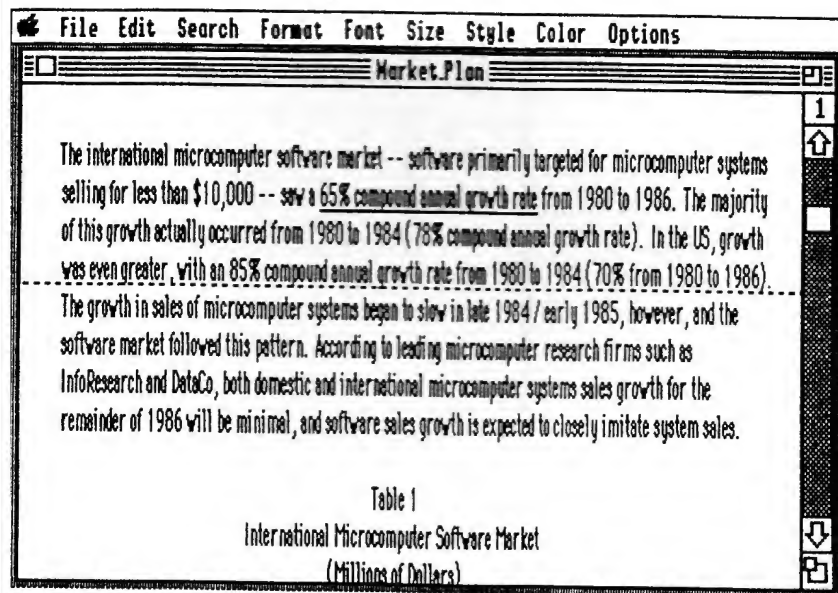 File Edit Search Format Font Size Style Color Options
Market.Plan
1
The international microcomputer software market -- software primarily targeted for microcomputer systems
selling for less than $10,000 -- saw a 65% compound annual growth rate from 1980 to 1986. The majority
of this growth actually occurred from 1980 to 1984 (78% compound annual growth rate). In the US, growth
was even greater, with an 85% compound annual growth rate from 1980 to 1984 (70% from 1980 to 1986).
The growth in sales of microcomputer systems began to slow in late 1984 / early 1985, however, and the
software market followed this pattern. According to leading microcomputer research firms such as
InfoResearch and DataCo, both domestic and international microcomputer systems sales growth for the
remainder of 1986 will be minimal, and software sales growth is expected to closely imitate system sales.
Table 1
International Microcomputer Software Market
(Millions of Dollars)